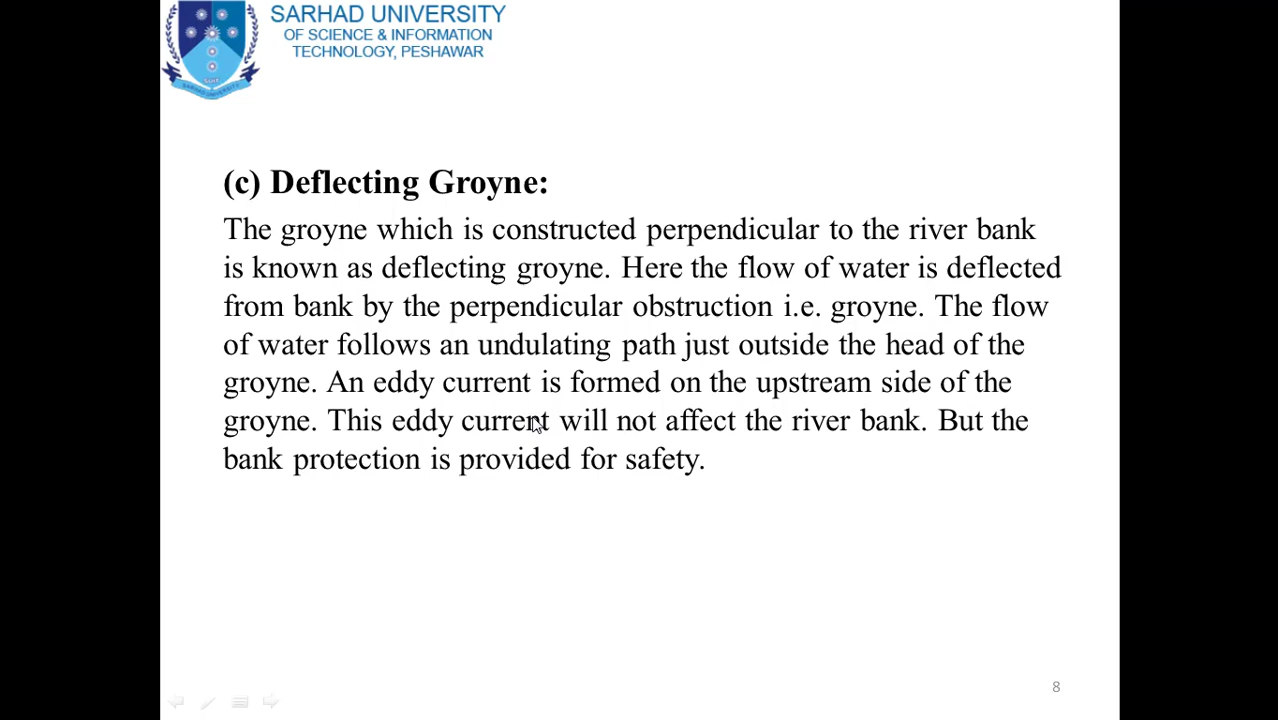 SARHAD UNIVERSITY
OF SCIENCE & INFORMATION
TECHNOLOGY, PESHAWAR
(c) Deflecting Groyne:
The groyne which is constructed perpendicular to the river bank
is known as deflecting groyne. Here the flow of water is deflected
from bank by the perpendicular obstruction i.e. groyne. The flow
of water follows an undulating path just outside the head of the
groyne. An eddy current is formed on the upstream side of the
groyne. This eddy current will not affect the river bank. But the
bank protection is provided for safety.
8